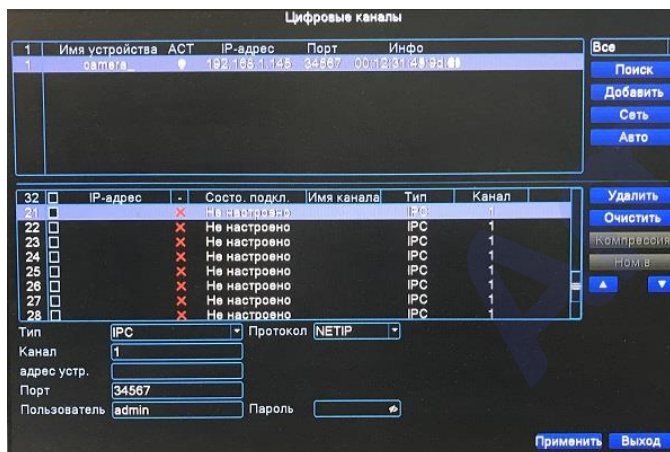 Цифровые каналы
1 Имя устройства АСТ IP-адрес Порт Инфо Все
1 camera_ 192.168.1.145 34567
Поиск
Добавить
Сеть
Авто
32 IP-адрес - Состо. подкл. Имя канала Тип Канал Удалить
21 Не настроено IPC 1 Очистить
22 Не настроено IPC 1
23 Не настроено IPC 1 Компрессия
24 Не настроено IPC 1
25 Не настроено IPC 1 Ном.в
26 Не настроено IPC 1
27 Не настроено IPC 1
28 Не настроено IPC 1
Тип IPC Протокол NETIP
Канал 1
адрес устр.
Порт 34567
Пользователь admin Пароль
Применить Выход